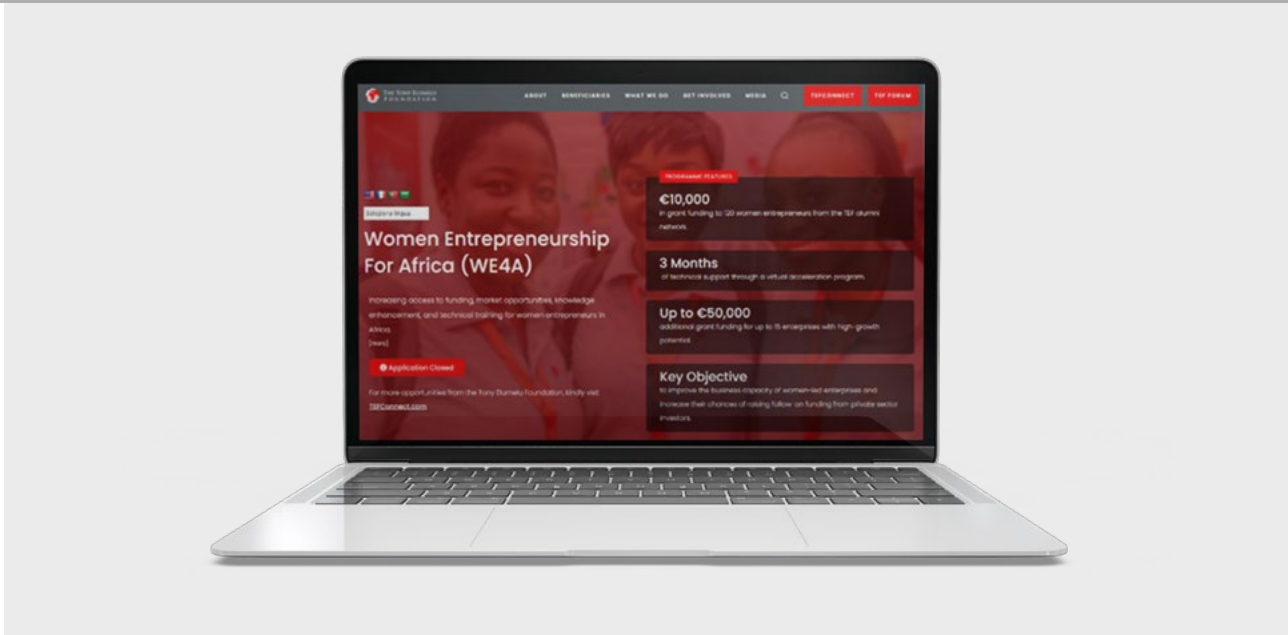 THE TONY ELUMELU
FOUNDATION
ABOUT BENEFICIARIES WHAT WE DO GET INVOLVED MEDIA
TEFCONNECT
TEF FORUM
Women Entrepreneurship
For Africa (WE4A)
Increasing access to funding, market opportunities, knowledge
enhancement, and technical training for women entrepreneurs in
Africa.
Application Closed
For more opportunities from the Tony Elumelu Foundation, kindly visit
TEFConnect.com
PROGRAMME FEATURES
€10,000
in grant funding to 120 women entrepreneurs from the TEF alumni
network.
3 Months
of technical support through a virtual acceleration program.
Up to €50,000
additional grant funding for up to 15 enterprises with high-growth
potential.
Key Objective
to improve the business capacity of women-led enterprises and
increase their chances of raising follow-on funding from private sector
investors.